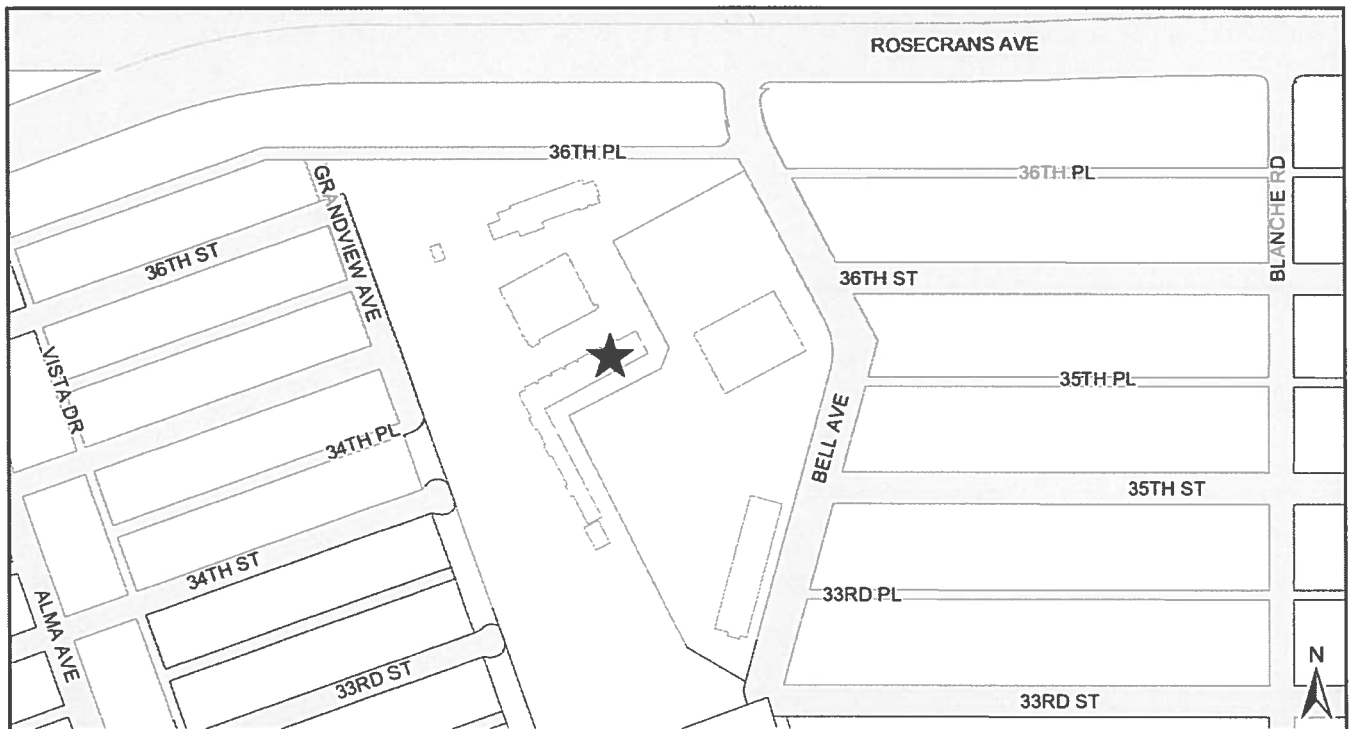 ROSECRANS AVE
36TH PL
36TH PL
GRANDVIEW AVE
BLANCHE RD
36TH ST
36TH ST
VISTA DR
35TH PL
34TH PL
BELL AVE
35TH ST
34TH ST
33RD PL
ALMA AVE
33RD ST
33RD ST
N